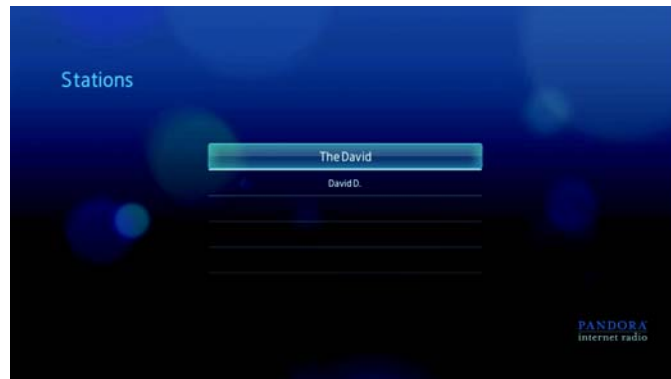 Stations
The David
David D.
PANDORA
internet radio